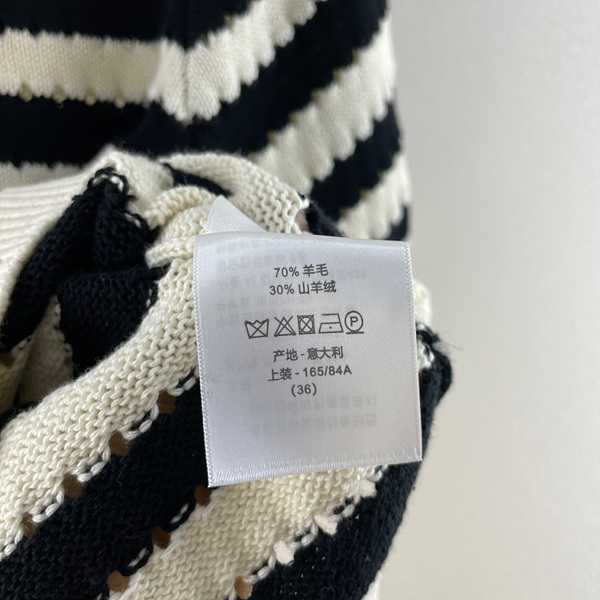 70% 羊毛
30% 山羊绒
P
产地 - 意大利
上装 - 165/84A
(36)